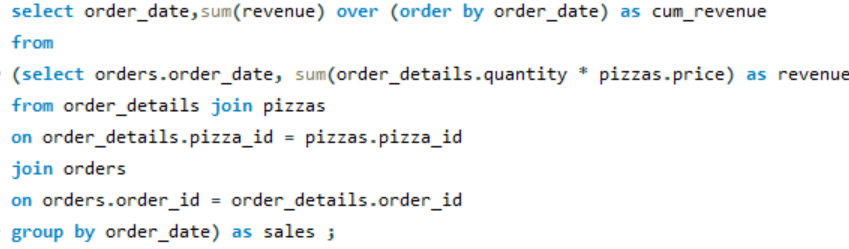 select order_date,sum(revenue) over (order by order_date) as cum_revenue
from
(select orders.order_date, sum(order_details.quantity * pizzas.price) as revenue
from order_details join pizzas
on order_details.pizza_id = pizzas.pizza_id
join orders
on orders.order_id = order_details.order_id
group by order_date) as sales ;